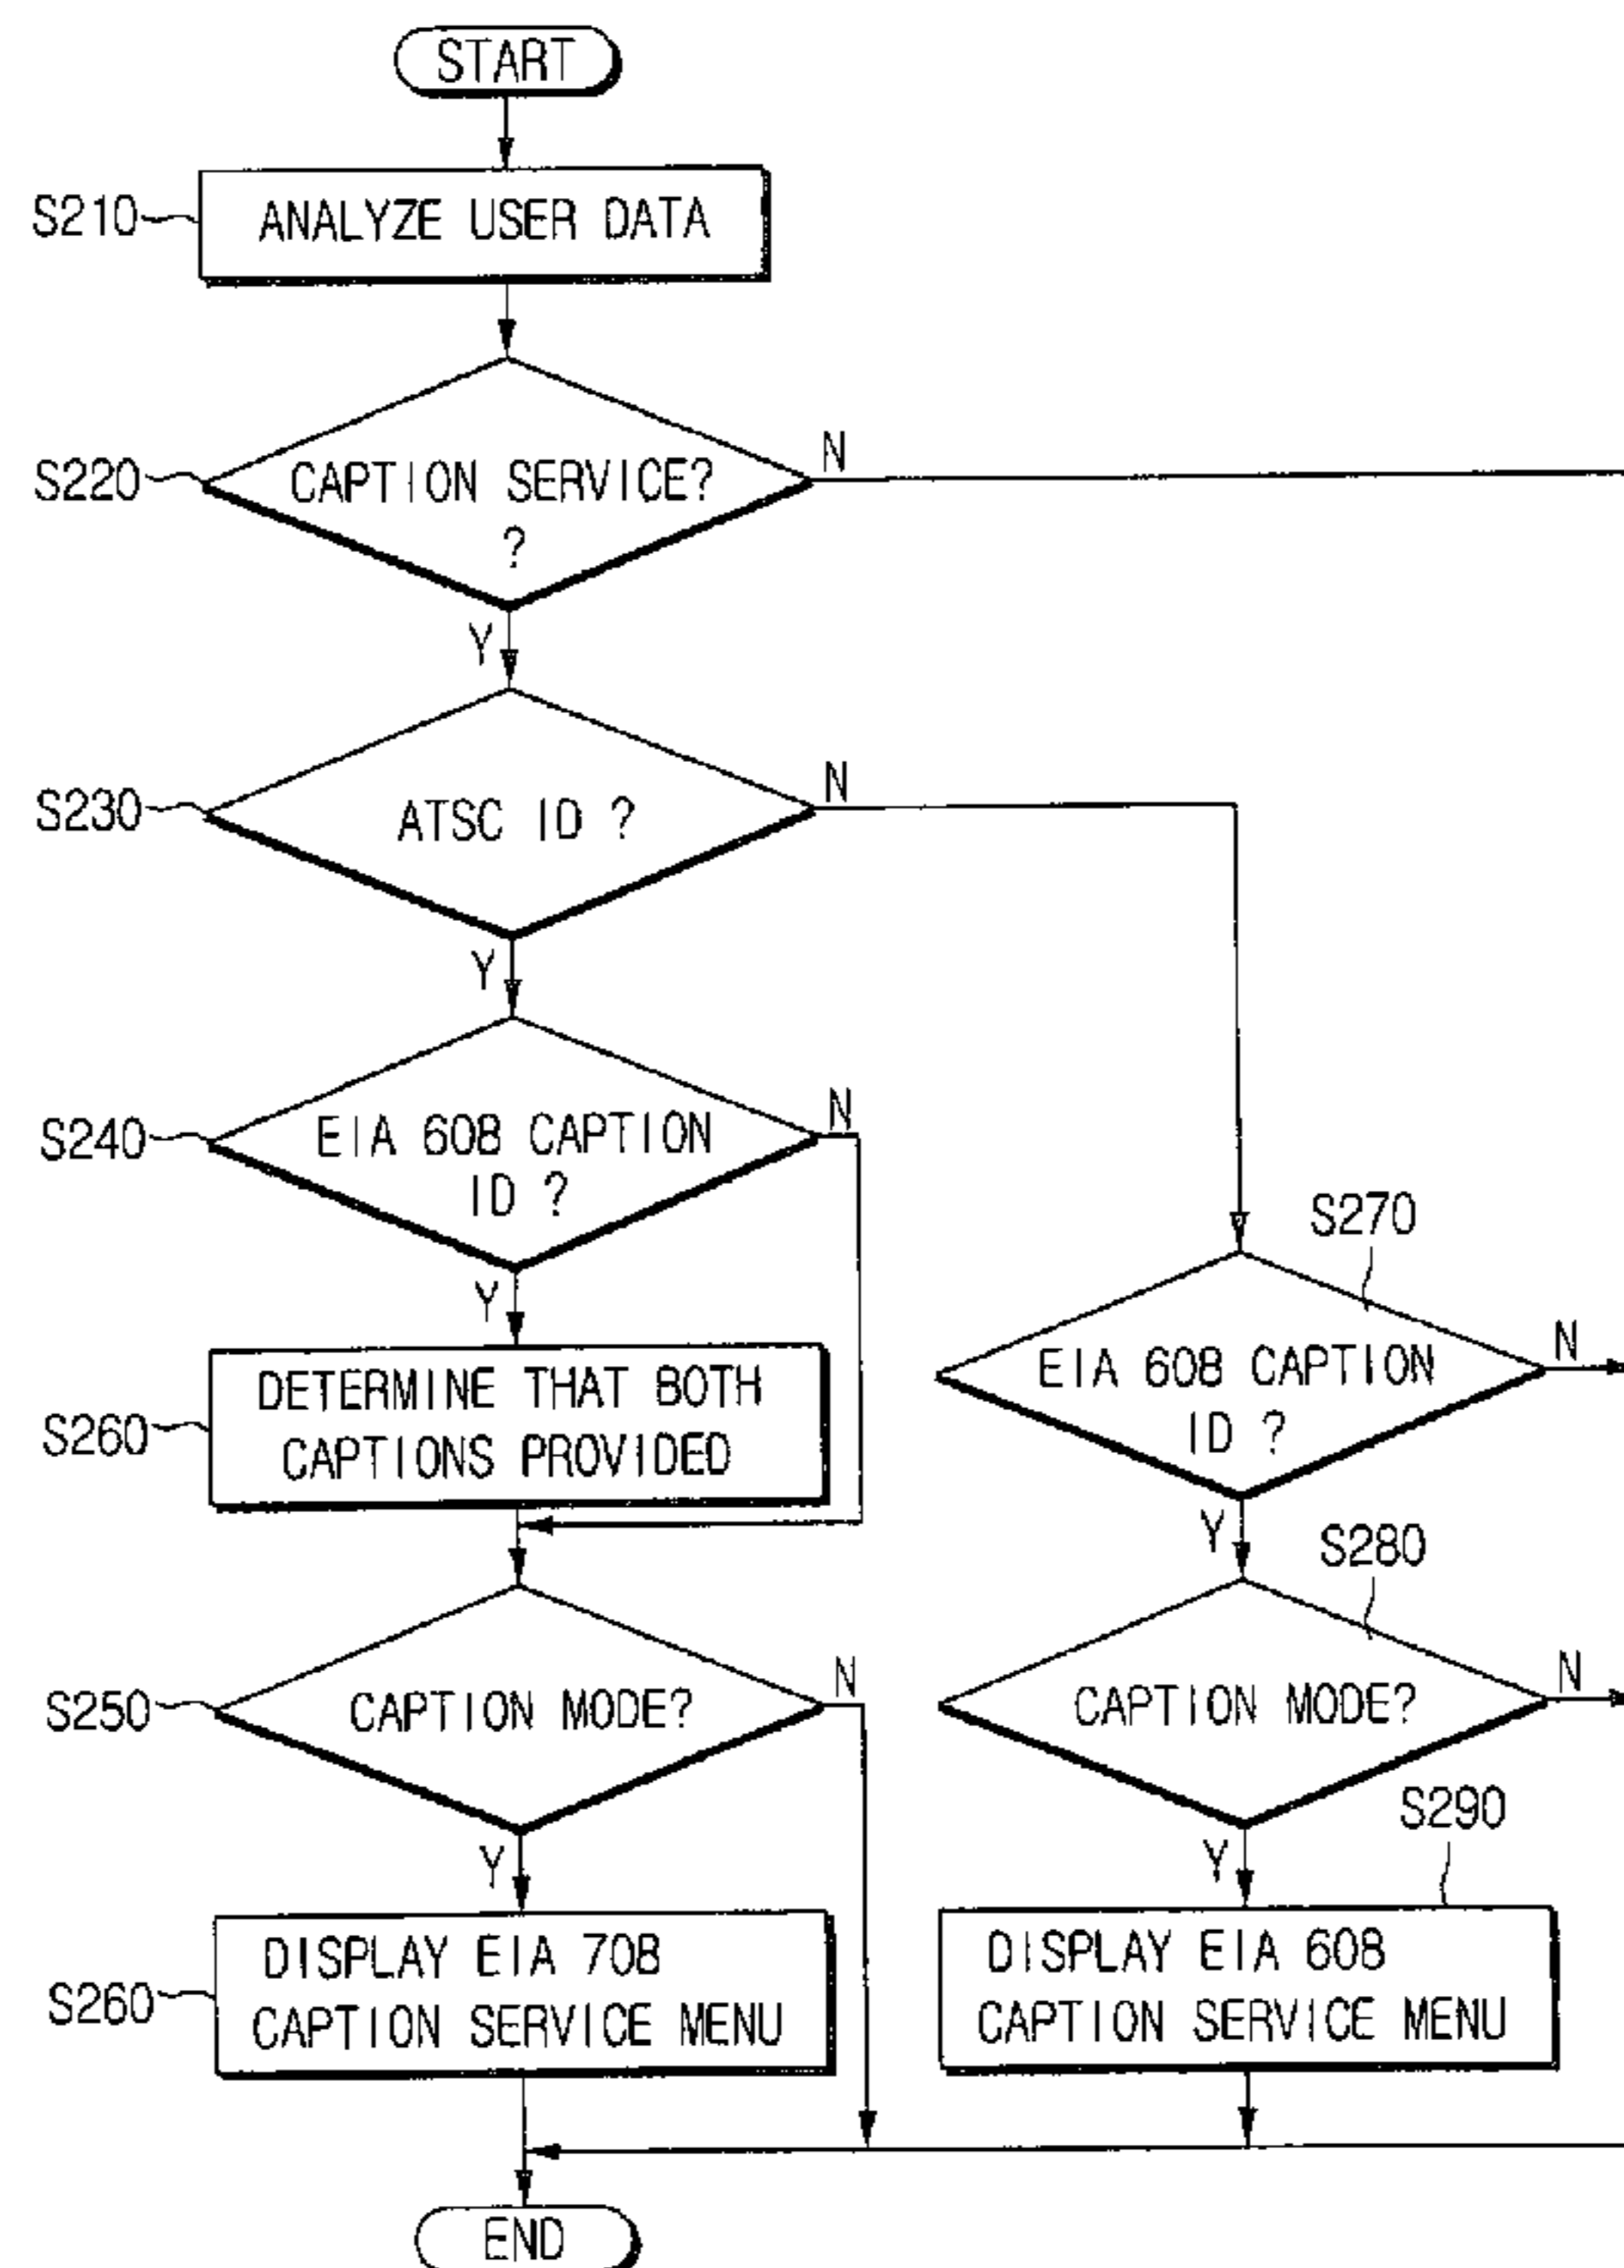 START
S210
ANALYZE USER DATA
S220
CAPTION SERVICE?
?
N
Y
S230
ATSC ID ?
N
Y
S240
EIA 608 CAPTION
ID ?
N
Y
S260
DETERMINE THAT BOTH
CAPTIONS PROVIDED
S270
EIA 608 CAPTION
ID ?
N
Y
S250
CAPTION MODE?
N
Y
S280
CAPTION MODE?
N
Y
S260
DISPLAY EIA 708
CAPTION SERVICE MENU
S290
DISPLAY EIA 608
CAPTION SERVICE MENU
END